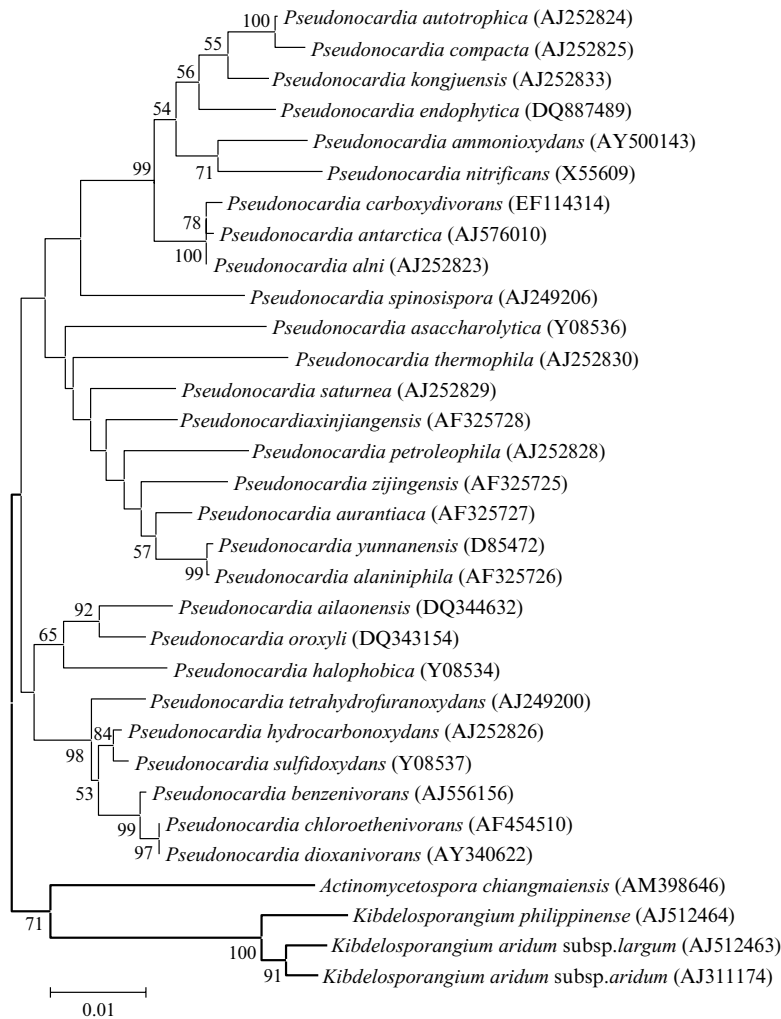 100 Pseudonocardia autotrophica (AJ252824)
Pseudonocardia compacta (AJ252825)
55
Pseudonocardia kongjuensis (AJ252833)
56
Pseudonocardia endophytica (DQ887489)
54
Pseudonocardia ammonioxydans (AY500143)
71 Pseudonocardia nitrificans (X55609)
99
Pseudonocardia carboxydivorans (EF114314)
78
Pseudonocardia antarctica (AJ576010)
100
Pseudonocardia alni (AJ252823)
Pseudonocardia spinosispora (AJ249206)
Pseudonocardia asaccharolytica (Y08536)
Pseudonocardia thermophila (AJ252830)
Pseudonocardia saturnea (AJ252829)
Pseudonocardiaxinjiangensis (AF325728)
Pseudonocardia petroleophila (AJ252828)
Pseudonocardia zijingensis (AF325725)
Pseudonocardia aurantiaca (AF325727)
57 Pseudonocardia yunnanensis (D85472)
99 Pseudonocardia alaniniphila (AF325726)
92 Pseudonocardia ailaonensis (DQ344632)
65 Pseudonocardia oroxyli (DQ343154)
Pseudonocardia halophobica (Y08534)
Pseudonocardia tetrahydrofuranoxydans (AJ249200)
84 Pseudonocardia hydrocarbonoxydans (AJ252826)
98
Pseudonocardia sulfidoxydans (Y08537)
53 Pseudonocardia benzenivorans (AJ556156)
99 Pseudonocardia chloroethenivorans (AF454510)
97 Pseudonocardia dioxanivorans (AY340622)
Actinomycetospora chiangmaiensis (AM398646)
71 Kibdelosporangium philippinense (AJ512464)
100 Kibdelosporangium aridum subsp.largum (AJ512463)
91 Kibdelosporangium aridum subsp.aridum (AJ311174)
0.01